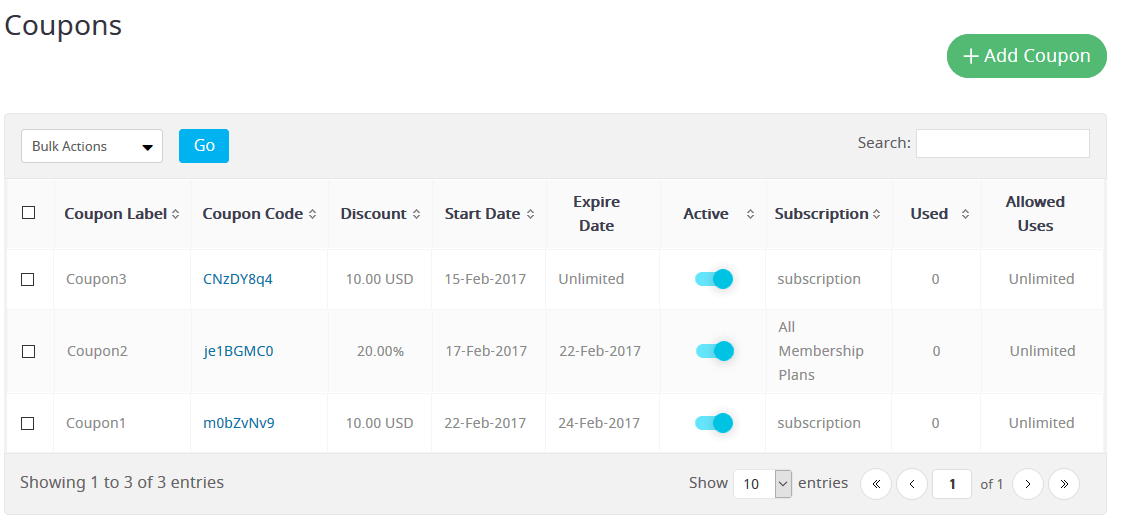 Coupons
+ Add Coupon
Bulk Actions Go Search:
Coupon Label Coupon Code Discount Start Date Expire Date Active Subscription Used Allowed Uses
Coupon3 CNzDY8q4 10.00 USD 15-Feb-2017 Unlimited subscription 0 Unlimited
Coupon2 je1BGMC0 20.00% 17-Feb-2017 22-Feb-2017 All Membership Plans 0 Unlimited
Coupon1 m0bZvNv9 10.00 USD 22-Feb-2017 24-Feb-2017 subscription 0 Unlimited
Showing 1 to 3 of 3 entries Show 10 entries « ‹ 1 of 1 › »